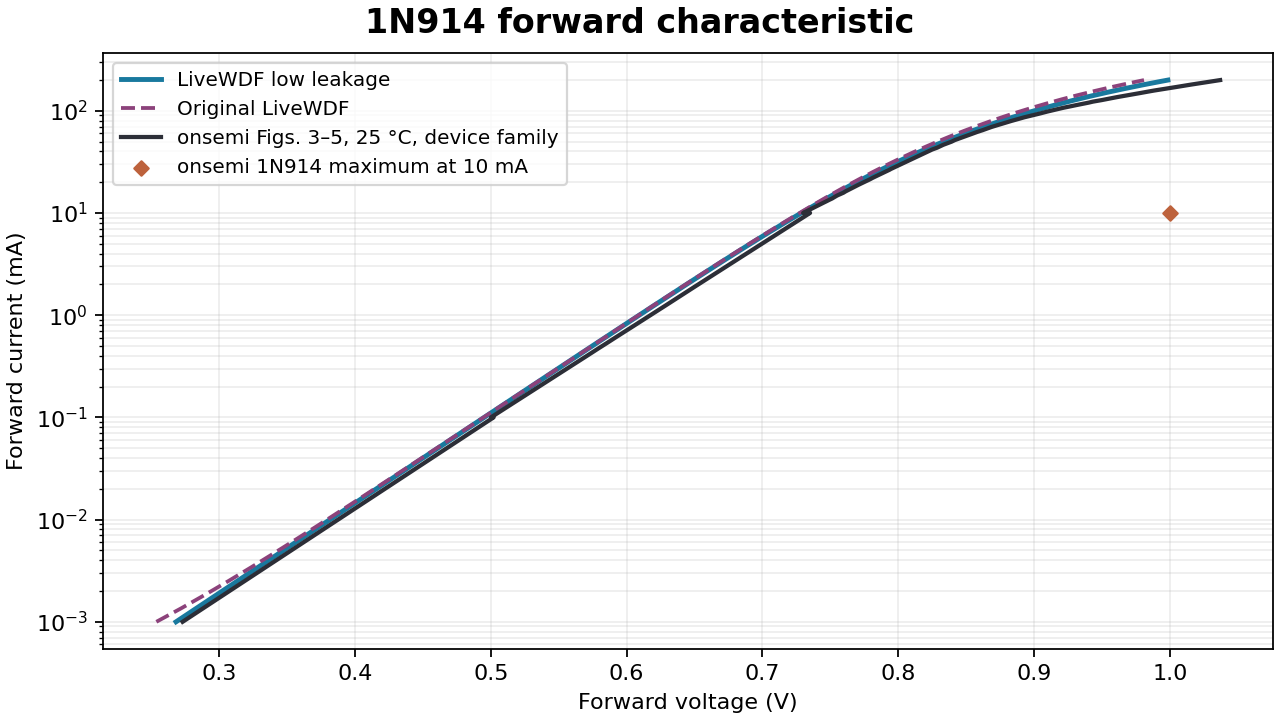 1N914 forward characteristic
LiveWDF low leakage
Original LiveWDF
onsemi Figs. 3–5, 25 °C, device family
onsemi 1N914 maximum at 10 mA
Forward current (mA)
10²
10¹
10⁰
10⁻¹
10⁻²
10⁻³
0.3 0.4 0.5 0.6 0.7 0.8 0.9 1.0
Forward voltage (V)